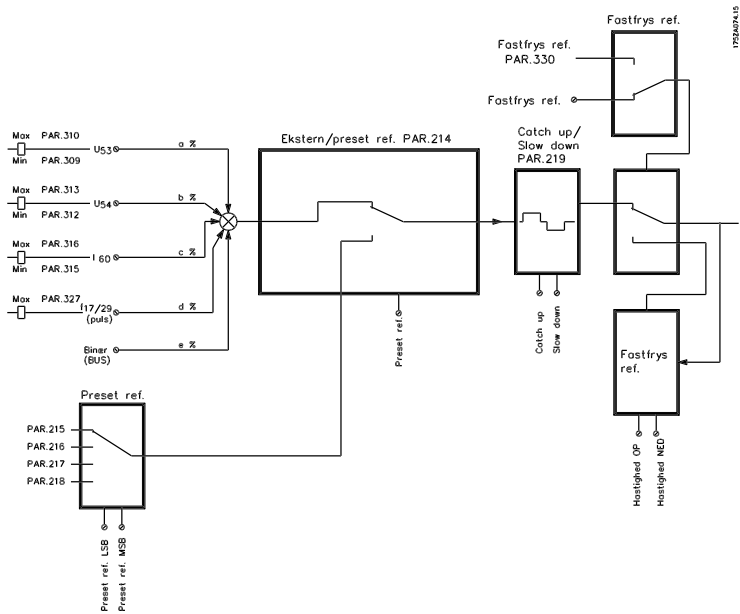 175ZA074.15
Fastfrys ref.
Fastfrys ref.
PAR.330
Fastfrys ref.
Ekstern/preset ref. PAR.214
Catch up/
Slow down
PAR.219
Max PAR.310
Min PAR.309
U53
a %
Max PAR.313
Min PAR.312
U54
b %
Max PAR.316
Min PAR.315
I 60
c %
Max PAR.327
f17/29
(puls)
d %
Binær
(BUS)
e %
Preset ref.
Catch up
Slow down
Fastfrys
ref.
Hastighed OP
Hastighed NED
Preset ref.
PAR.215
PAR.216
PAR.217
PAR.218
Preset ref. LSB
Preset ref. MSB